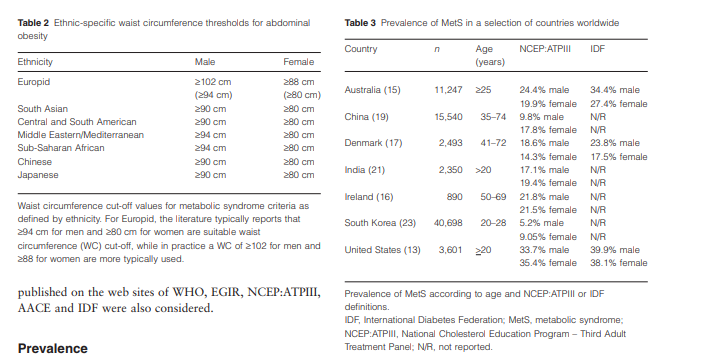 Table 2 Ethnic-specific waist circumference thresholds for abdominal
obesity
Ethnicity Male Female
Europid ≥102 cm ≥88 cm
(≥94 cm) (≥80 cm)
South Asian ≥90 cm ≥80 cm
Central and South American ≥90 cm ≥80 cm
Middle Eastern/Mediterranean ≥94 cm ≥80 cm
Sub-Saharan African ≥94 cm ≥80 cm
Chinese ≥90 cm ≥80 cm
Japanese ≥90 cm ≥80 cm
Waist circumference cut-off values for metabolic syndrome criteria as
defined by ethnicity. For Europid, the literature typically reports that
≥94 cm for men and ≥80 cm for women are suitable waist
circumference (WC) cut-off, while in practice a WC of ≥102 for men and
≥88 for women are more typically used.
published on the web sites of WHO, EGIR, NCEP:ATPIII,
AACE and IDF were also considered.
Prevalence
Table 3 Prevalence of MetS in a selection of countries worldwide
Country n Age NCEP:ATPIII IDF
(years)
Australia (15) 11,247 ≥25 24.4% male 34.4% male
19.9% female 27.4% female
China (19) 15,540 35–74 9.8% male N/R
17.8% female N/R
Denmark (17) 2,493 41–72 18.6% male 23.8% male
14.3% female 17.5% female
India (21) 2,350 >20 17.1% male N/R
19.4% female N/R
Ireland (16) 890 50–69 21.8% male N/R
21.5% female N/R
South Korea (23) 40,698 20–28 5.2% male N/R
9.05% female N/R
United States (13) 3,601 ≥20 33.7% male 39.9% male
35.4% female 38.1% female
Prevalence of MetS according to age and NCEP:ATPIII or IDF
definitions.
IDF, International Diabetes Federation; MetS, metabolic syndrome;
NCEP:ATPIII, National Cholesterol Education Program – Third Adult
Treatment Panel; N/R, not reported.